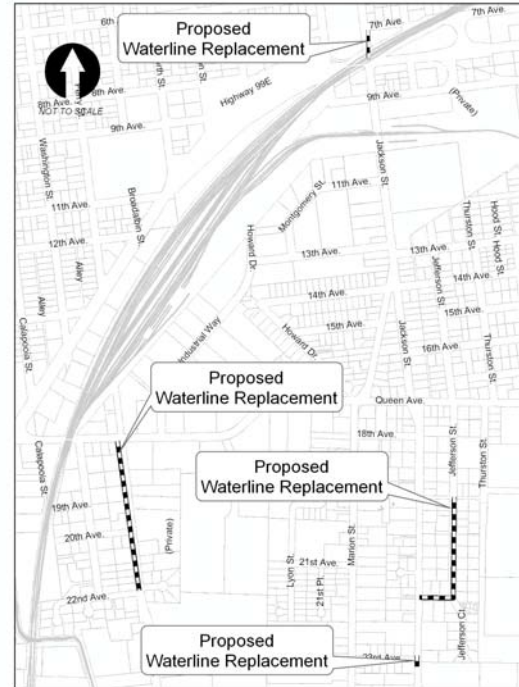 6th
Proposed
Waterline Replacement
7th Ave.
7th Ave.
8th Ave.
8th Ave.
NOT TO SCALE
Highway 99E
9th Ave.
9th Ave.
(Private)
Washington St.
Broadalbin St.
Jackson St.
11th Ave.
11th Ave.
Montgomery St.
Thurston St.
Hood St.
Hood St.
12th Ave.
Alley
Howard Dr.
13th Ave.
13th Ave.
Jefferson St.
14th Ave.
14th Ave.
Alley
15th Ave.
15th Ave.
Calapooia St.
Industrial Way
Howard Dr.
Jackson St.
16th Ave.
Thurston St.
Proposed
Waterline Replacement
Queen Ave.
18th Ave.
Jefferson St.
Thurston St.
Calapooia St.
Proposed
Waterline Replacement
19th Ave.
20th Ave.
(Private)
Lyon St.
21st Ave.
Marion St.
21st Pl.
22nd Ave.
Jefferson Ct.
Proposed
Waterline Replacement
23rd Ave.